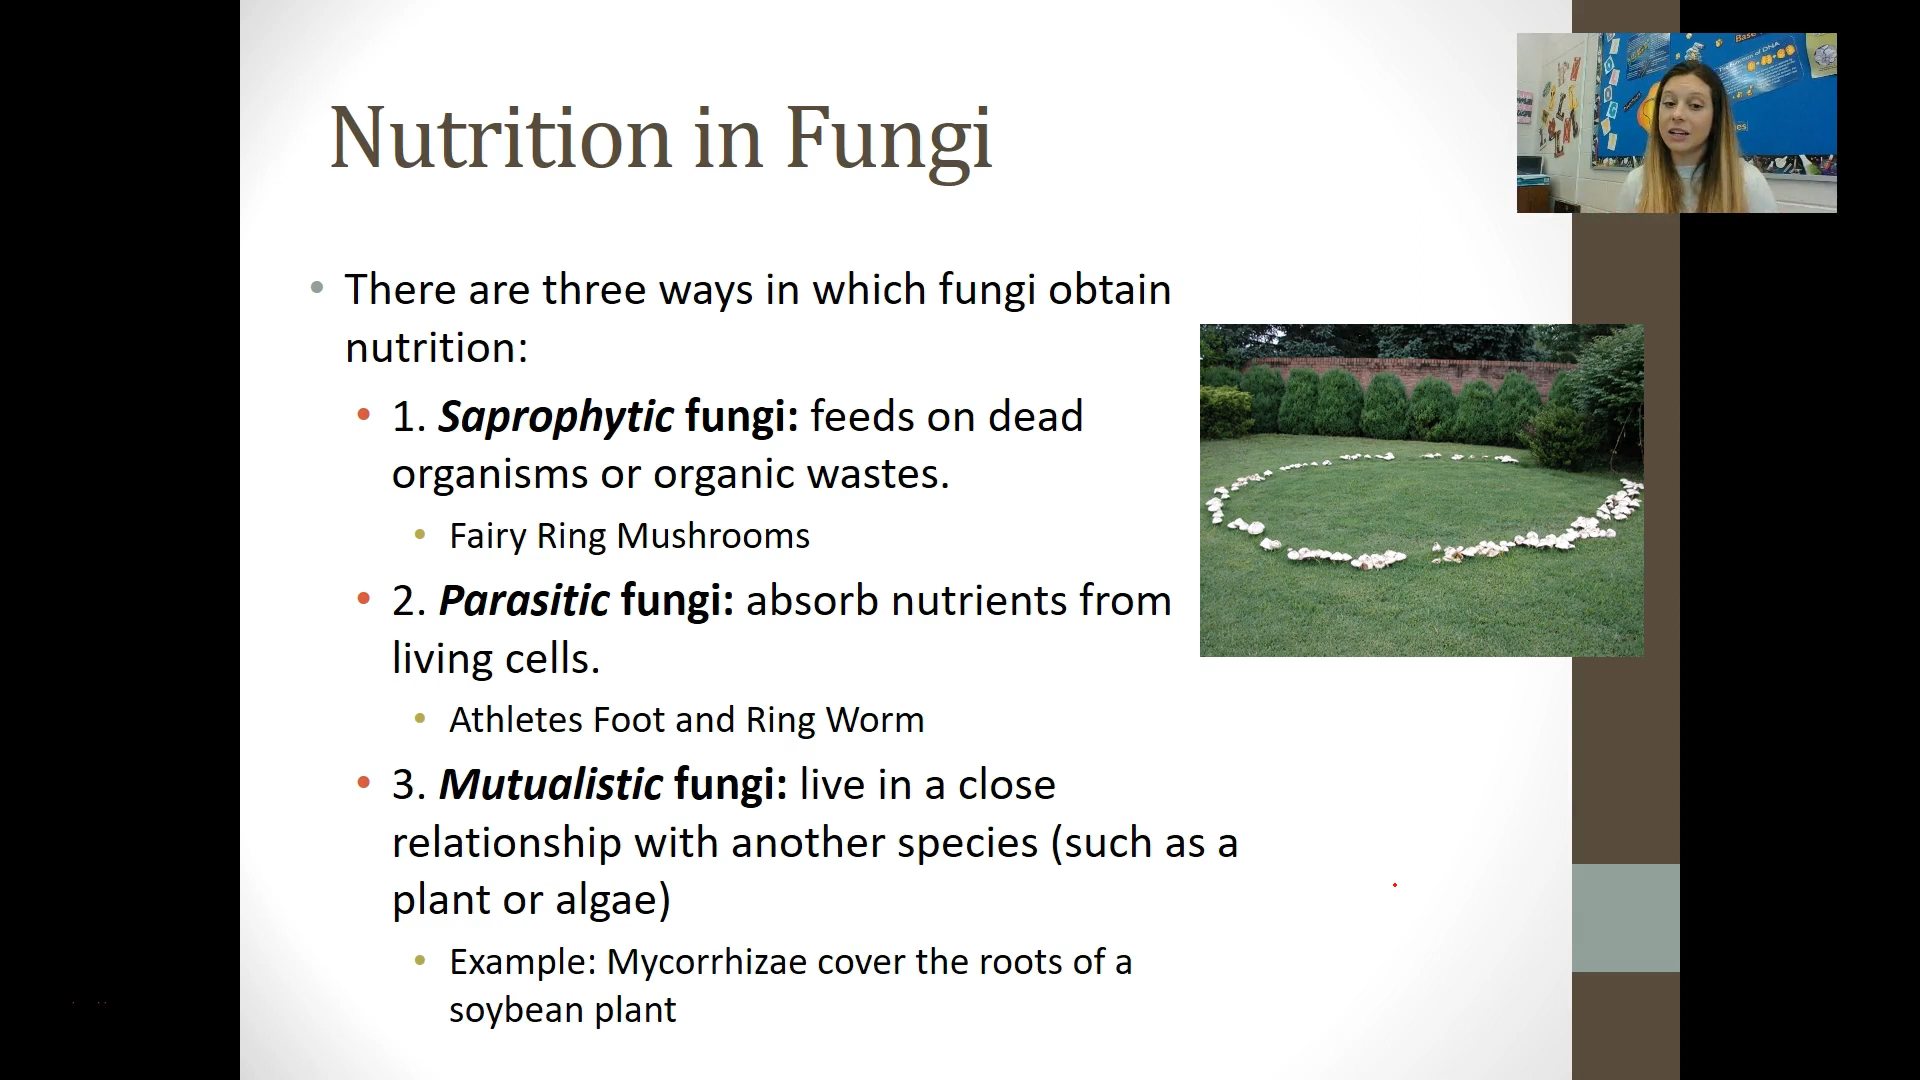 Nutrition in Fungi
• There are three ways in which fungi obtain
nutrition:
• 1. Saprophytic fungi: feeds on dead
organisms or organic wastes.
• Fairy Ring Mushrooms
• 2. Parasitic fungi: absorb nutrients from
living cells.
• Athletes Foot and Ring Worm
• 3. Mutualistic fungi: live in a close
relationship with another species (such as a
plant or algae)
• Example: Mycorrhizae cover the roots of a
soybean plant